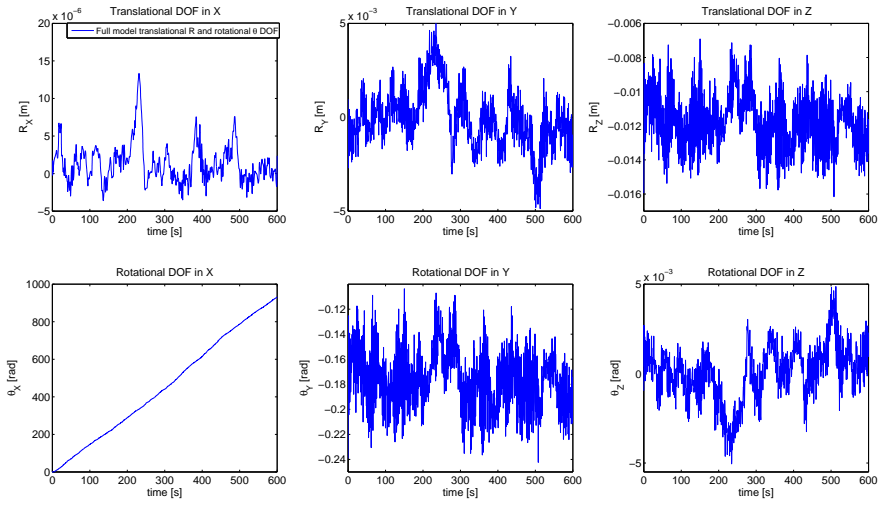 Translational DOF in X
x 10⁻⁶
Full model translational R and rotational θ DOF
20
15
10
5
0
−5
R_X [m]
0 100 200 300 400 500 600
time [s]
Translational DOF in Y
x 10⁻³
5
0
−5
R_Y [m]
0 100 200 300 400 500 600
time [s]
Translational DOF in Z
−0.006
−0.008
−0.01
−0.012
−0.014
−0.016
R_Z [m]
0 100 200 300 400 500 600
time [s]
Rotational DOF in X
1000
800
600
400
200
0
θ_X [rad]
0 100 200 300 400 500 600
time [s]
Rotational DOF in Y
−0.12
−0.14
−0.16
−0.18
−0.2
−0.22
−0.24
θ_Y [rad]
0 100 200 300 400 500 600
time [s]
Rotational DOF in Z
x 10⁻³
5
0
−5
θ_Z [rad]
0 100 200 300 400 500 600
time [s]